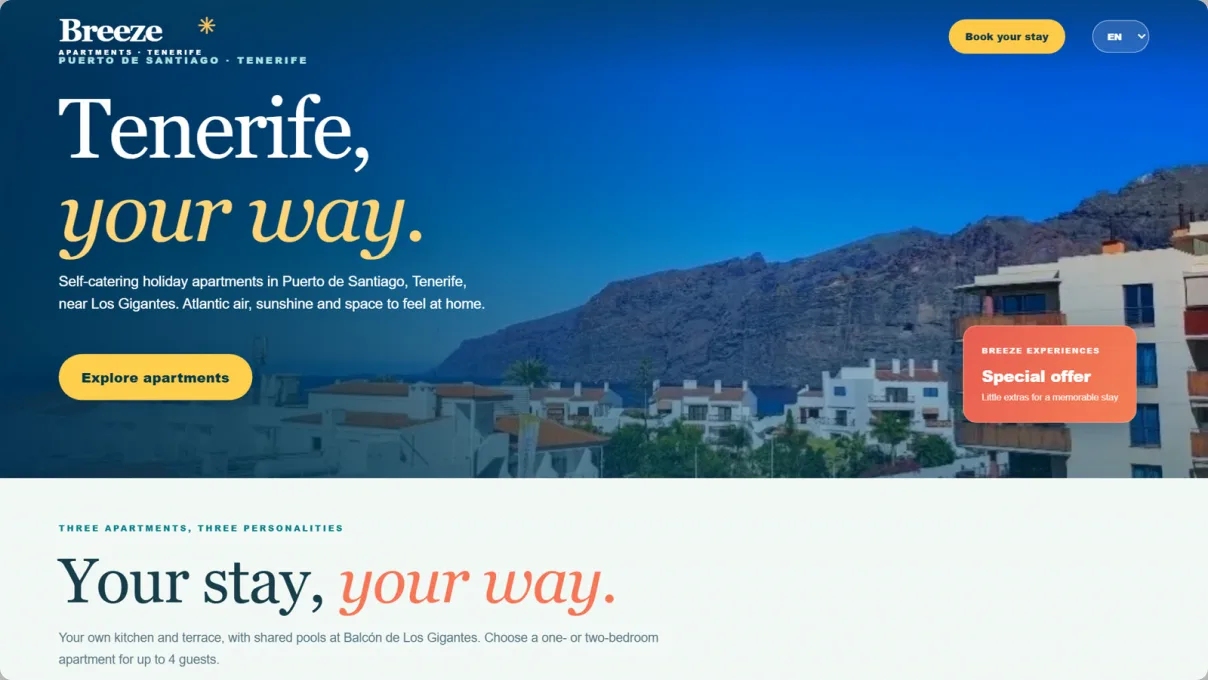 Breeze
APARTMENTS · TENERIFE
Book your stay
EN
PUERTO DE SANTIAGO · TENERIFE
Tenerife,
your way.
Self-catering holiday apartments in Puerto de Santiago, Tenerife,
near Los Gigantes. Atlantic air, sunshine and space to feel at home.
Explore apartments
BREEZE EXPERIENCES
Special offer
Little extras for a memorable stay
THREE APARTMENTS, THREE PERSONALITIES
Your stay, your way.
Your own kitchen and terrace, with shared pools at Balcón de Los Gigantes. Choose a one- or two-bedroom
apartment for up to 4 guests.